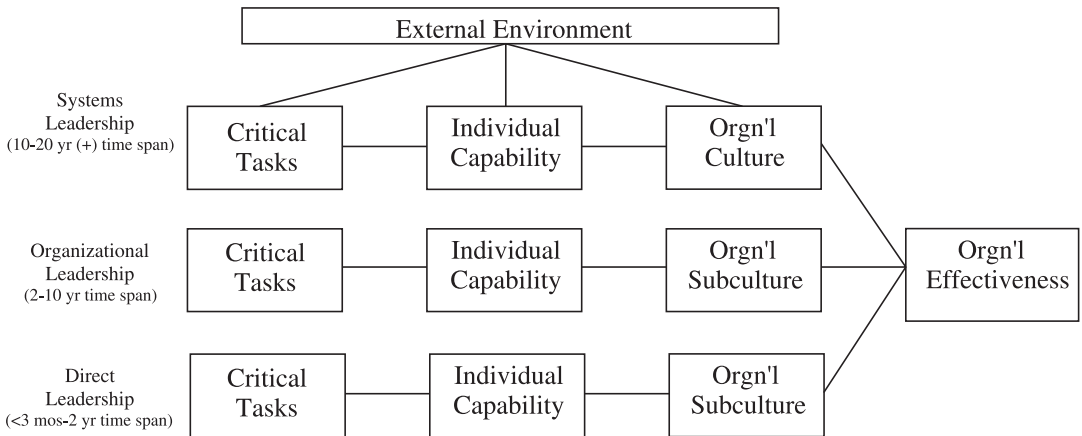 External Environment
Systems
Leadership
(10-20 yr (+) time span)
Critical
Tasks
Individual
Capability
Orgn'l
Culture
Organizational
Leadership
(2-10 yr time span)
Critical
Tasks
Individual
Capability
Orgn'l
Subculture
Orgn'l
Effectiveness
Direct
Leadership
(<3 mos-2 yr time span)
Critical
Tasks
Individual
Capability
Orgn'l
Subculture